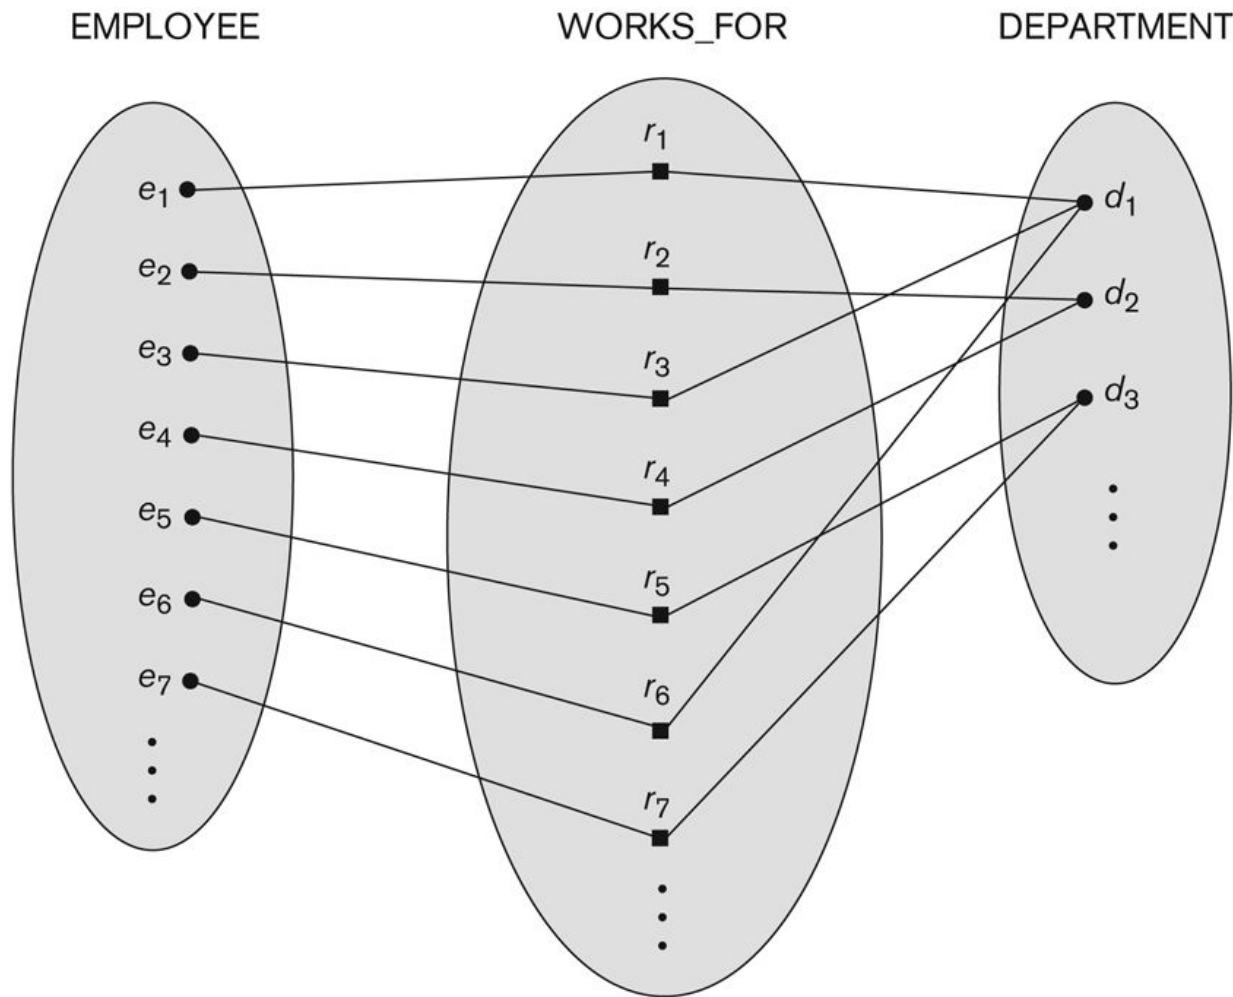 EMPLOYEE WORKS_FOR DEPARTMENT
r₁
e₁ d₁
r₂
e₂ d₂
e₃ r₃
d₃
e₄ r₄
e₅
r₅
e₆
e₇ r₆
r₇